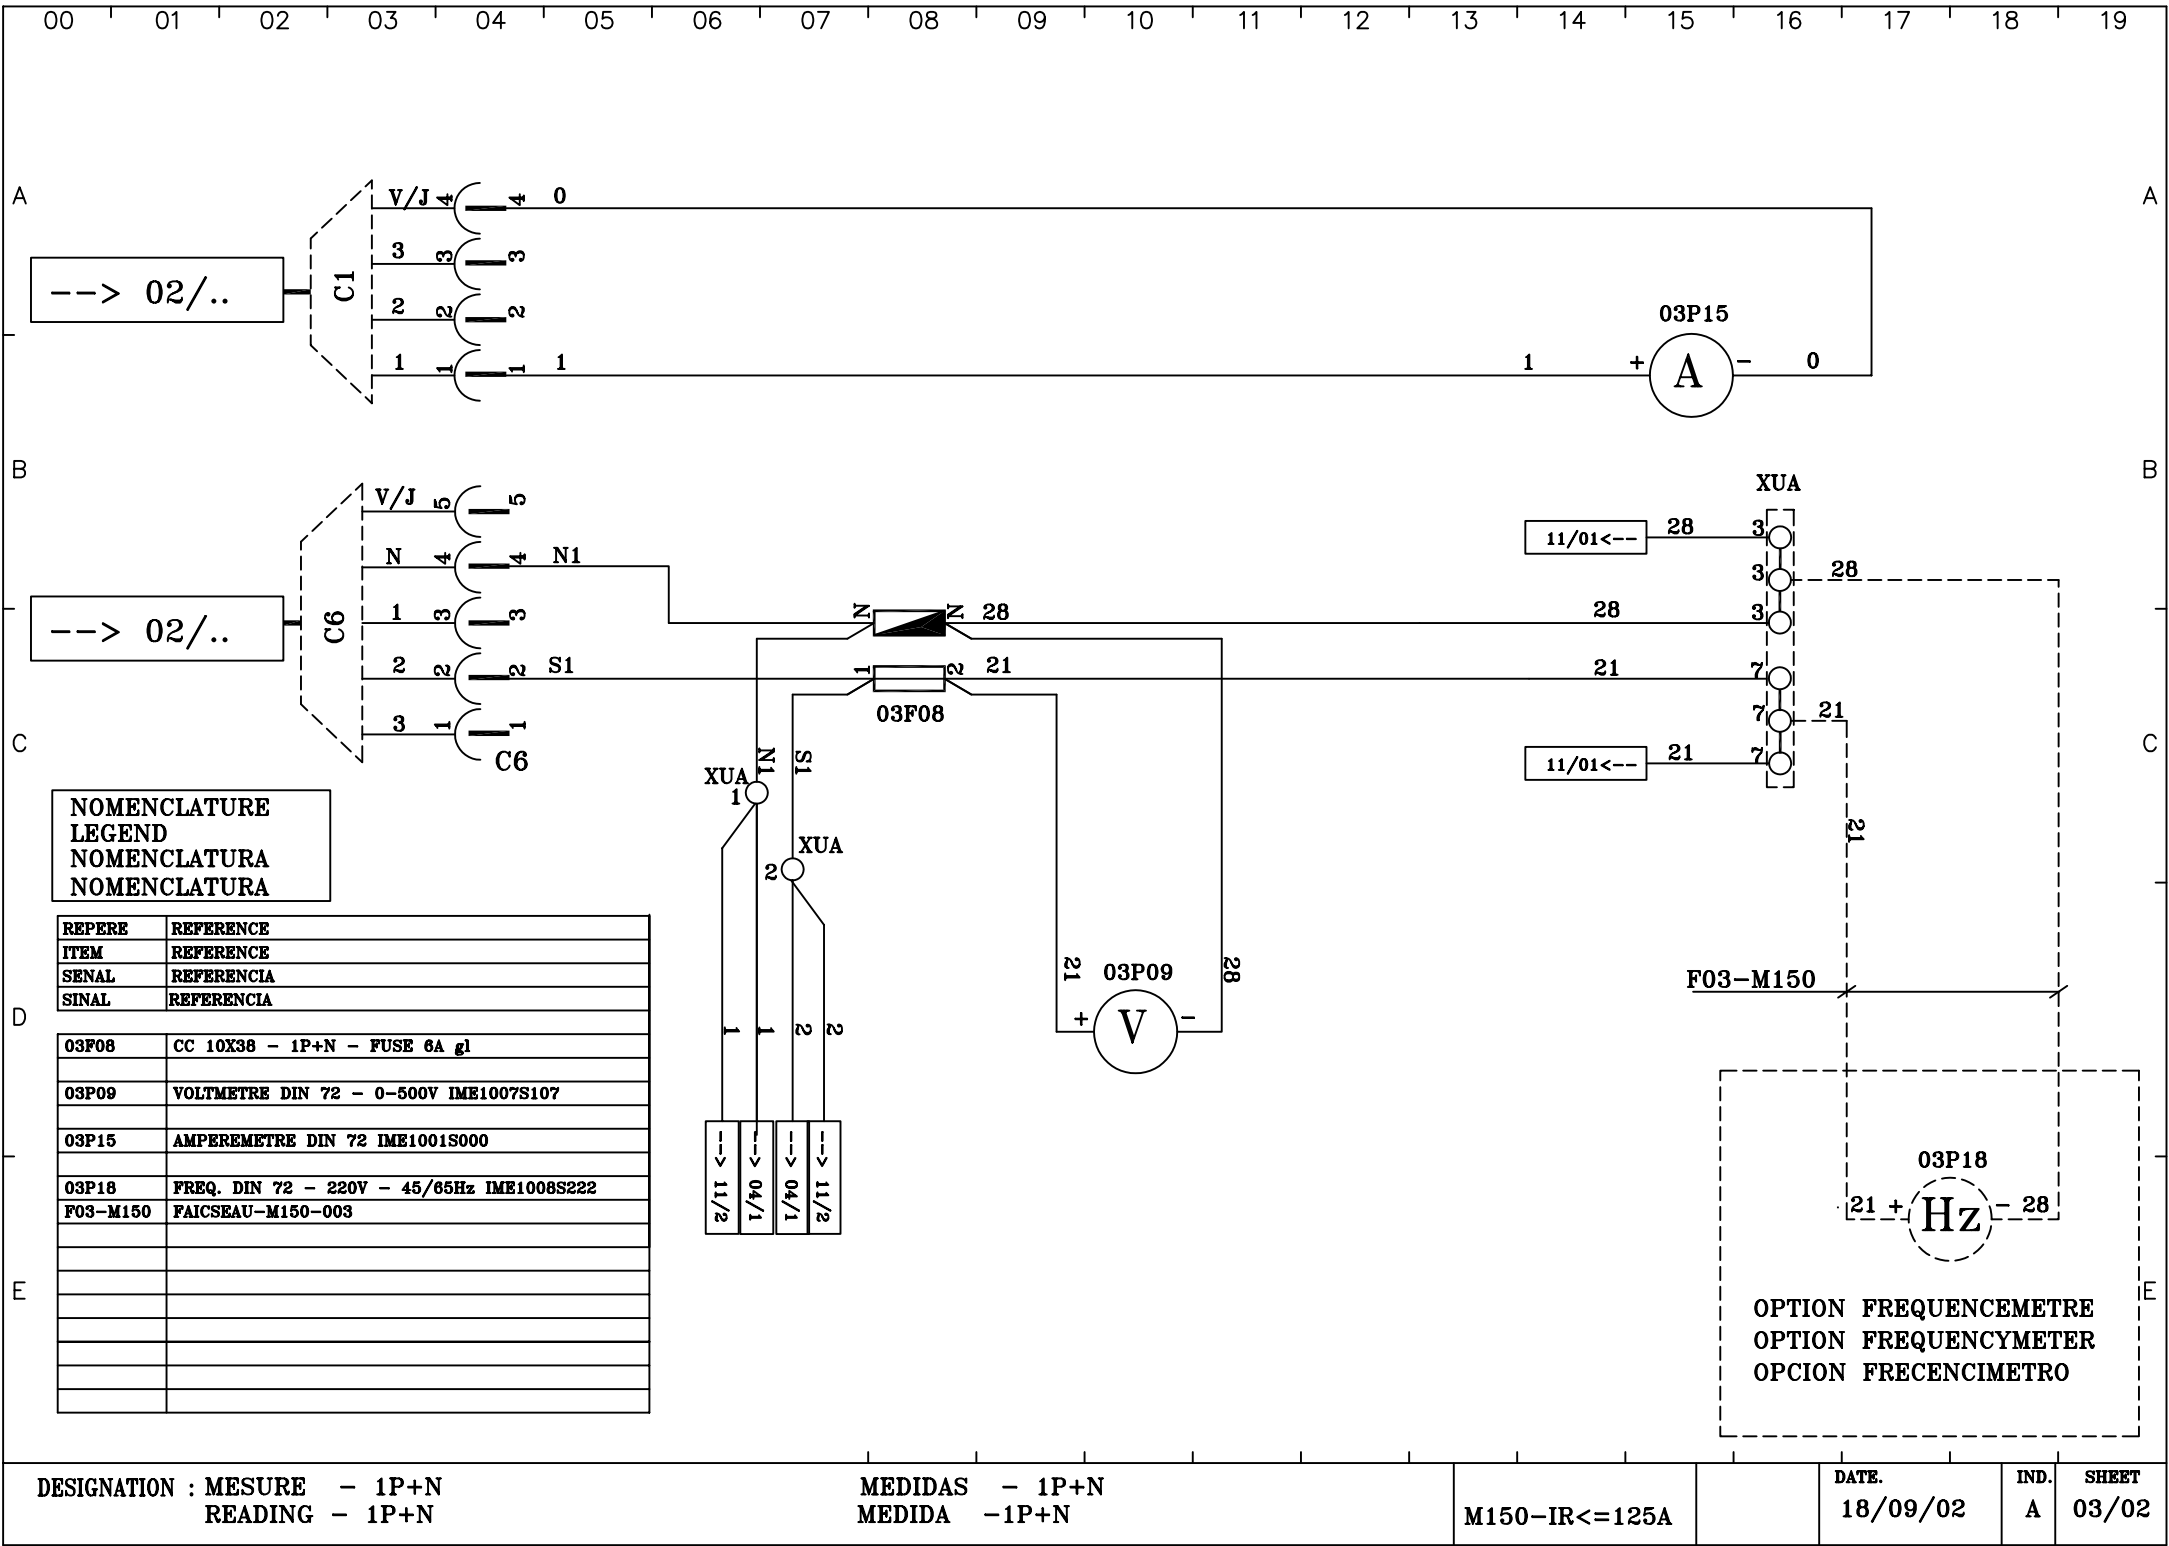 00 01 02 03 04 05 06 07 08 09 10 11 12 13 14 15 16 17 18 19
A A
V/J 4 4 0
3 3 3
--> 02/..
C1
2 2 2
03P15
1 1 1 1
1 + A - 0
B B
XUA
V/J 5 5
11/01<-- 28 3
N 4 4 N1
3 28
--> 02/..
C6
1 3 3
N N 28 28 3
2 2 2 S1
1 2 21 21 7
03F08
7 21
3 1 1
C6
C C
11/01<-- 21 7
N1 S1
XUA
1
XUA
2
21
NOMENCLATURE
LEGEND
NOMENCLATURA
NOMENCLATURA
REPERE REFERENCE
ITEM REFERENCE
SENAL REFERENCIA
SINAL REFERENCIA
21 03P09 28
F03-M150
D D
1 1 2 2
+ V -
03F08 CC 10X38 - 1P+N - FUSE 6A gl
03P09 VOLTMETRE DIN 72 - 0-500V IME1007S107
03P15 AMPEREMETRE DIN 72 IME1001S000
03P18 FREQ. DIN 72 - 220V - 45/65Hz IME1008S222
F03-M150 FAICSEAU-M150-003
--> 11/2
--> 04/1
--> 04/1
--> 11/2
03P18
21 + Hz - 28
E E
OPTION FREQUENCEMETRE
OPTION FREQUENCYMETER
OPCION FRECENCIMETRO
DESIGNATION : MESURE - 1P+N
READING - 1P+N
MEDIDAS - 1P+N
MEDIDA -1P+N
M150-IR<=125A
DATE.
18/09/02
IND.
A
SHEET
03/02